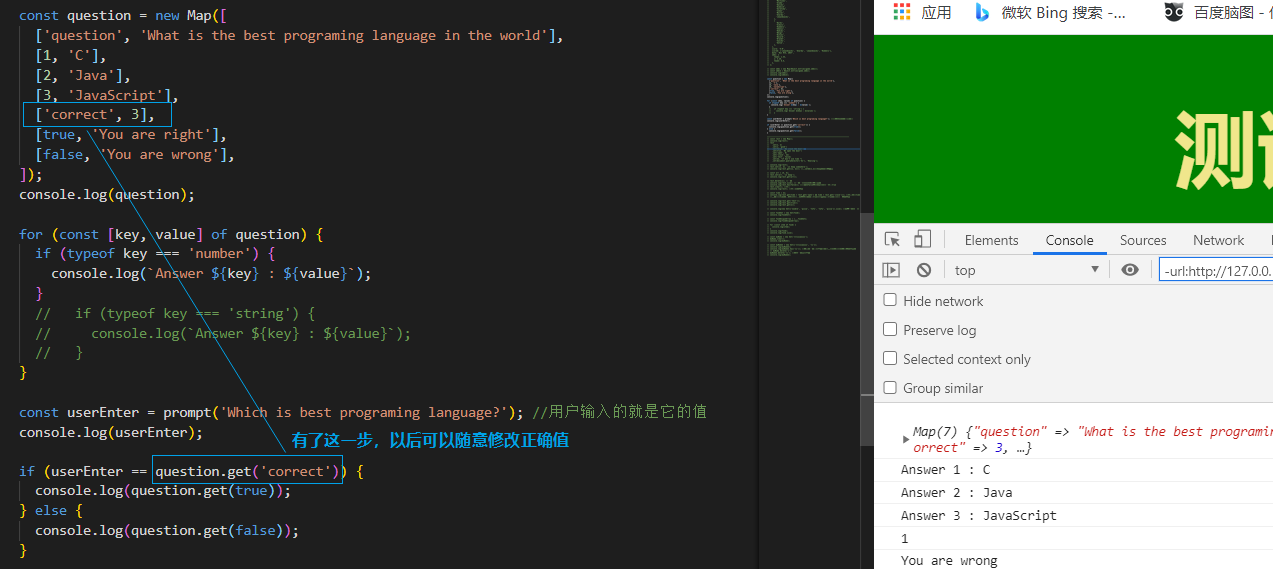 const question = new Map([
['question', 'What is the best programing language in the world'],
[1, 'C'],
[2, 'Java'],
[3, 'JavaScript'],
['correct', 3],
[true, 'You are right'],
[false, 'You are wrong'],
]);
console.log(question);
for (const [key, value] of question) {
if (typeof key === 'number') {
console.log(`Answer ${key} : ${value}`);
}
//   if (typeof key === 'string') {
//     console.log(`Answer ${key} : ${value}`);
//   }
}
const userEnter = prompt('Which is best programing language?'); //用户输入的就是它的值
console.log(userEnter);
有了这一步，以后可以随意修改正确值
if (userEnter == question.get('correct')) {
console.log(question.get(true));
} else {
console.log(question.get(false));
}
应用 微软 Bing 搜索 -... 百度脑图 -
测
Elements Console Sources Network
top -url:http://127.0.0.
Hide network
Preserve log
Selected context only
Group similar
Map(7) {"question" => "What is the best programin
orrect" => 3, …}
Answer 1 : C
Answer 2 : Java
Answer 3 : JavaScript
1
You are wrong